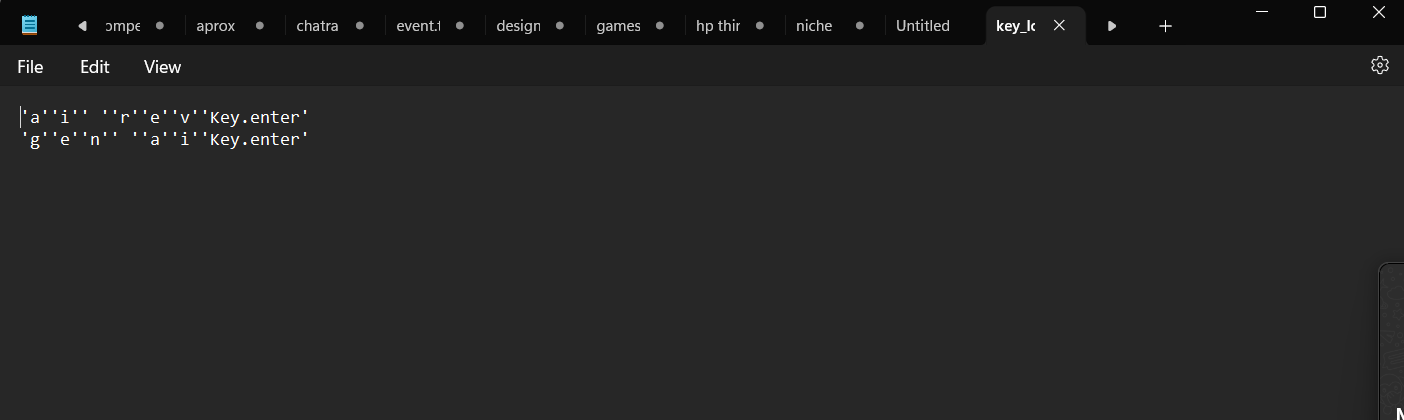 ompe aprox chatra event.t design games hp thir niche Untitled key_lo
File Edit View
'a''i'' ''r''e''v''Key.enter'
'g''e''n'' ''a''i''Key.enter'